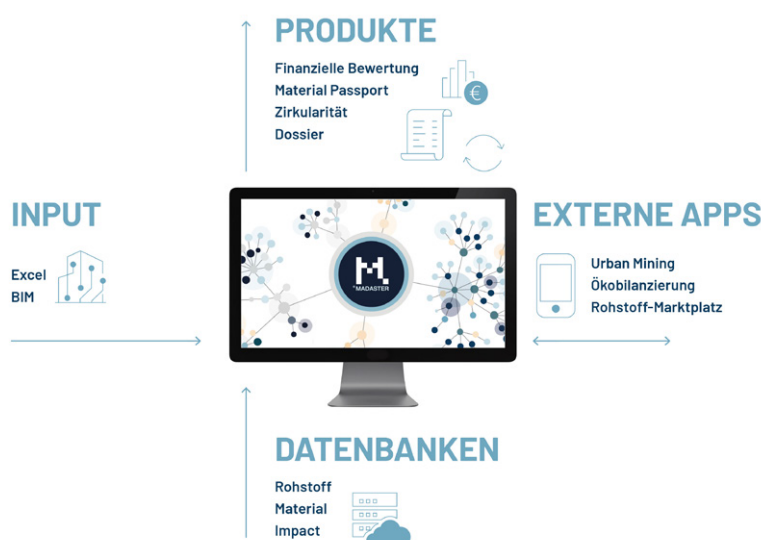 PRODUKTE
Finanzielle Bewertung
Material Passport
Zirkularität
Dossier
€
INPUT
Excel
BIM
M.
MADASTER
EXTERNE APPS
Urban Mining
Ökobilanzierung
Rohstoff-Marktplatz
DATENBANKEN
Rohstoff
Material
Impact